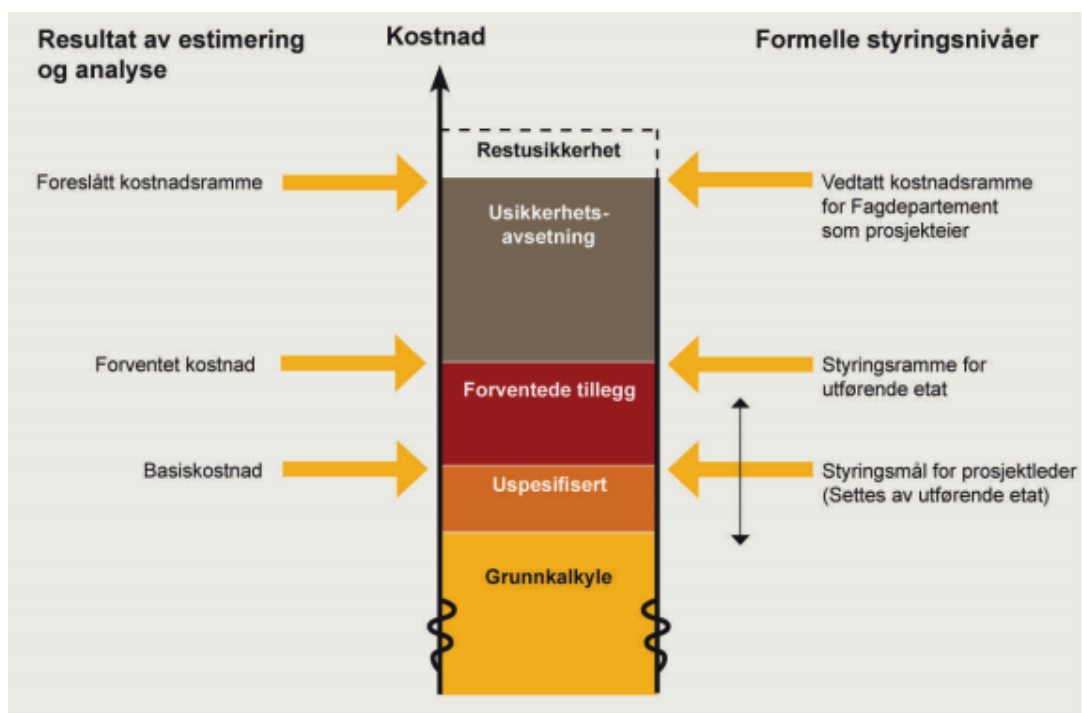 Resultat av estimering
og analyse
Kostnad
Formelle styringsnivåer
Restusikkerhet
Foreslått kostnadsramme
Vedtatt kostnadsramme
for Fagdepartement
som prosjekteier
Usikkerhets-
avsetning
Forventet kostnad
Styringsramme for
utførende etat
Forventede tillegg
Basiskostnad
Styringsmål for prosjektleder
(Settes av utførende etat)
Uspesifisert
Grunnkalkyle